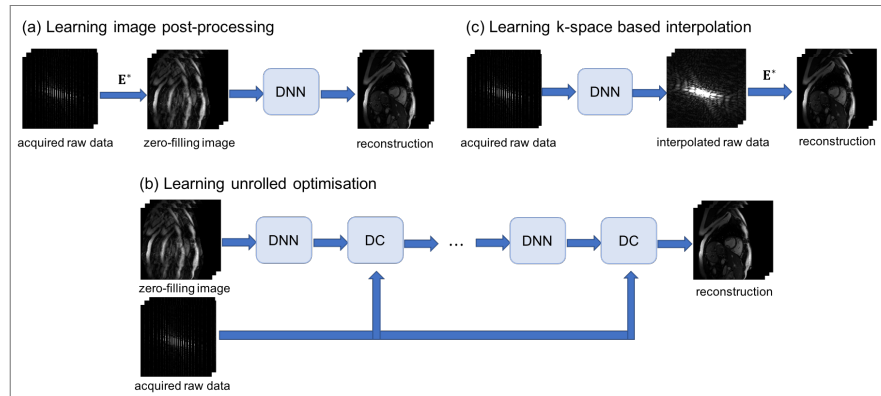 (a) Learning image post-processing
E*
DNN
acquired raw data
zero-filling image
reconstruction
(c) Learning k-space based interpolation
DNN
E*
acquired raw data
interpolated raw data
reconstruction
(b) Learning unrolled optimisation
DNN
DC
...
DNN
DC
zero-filling image
reconstruction
acquired raw data